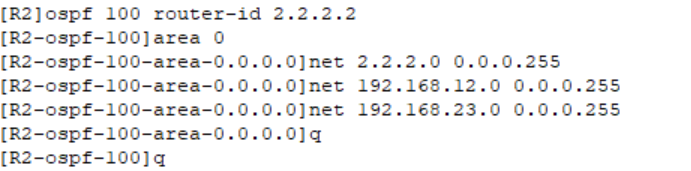 [R2]ospf 100 router-id 2.2.2.2
[R2-ospf-100]area 0
[R2-ospf-100-area-0.0.0.0]net 2.2.2.0 0.0.0.255
[R2-ospf-100-area-0.0.0.0]net 192.168.12.0 0.0.0.255
[R2-ospf-100-area-0.0.0.0]net 192.168.23.0 0.0.0.255
[R2-ospf-100-area-0.0.0.0]q
[R2-ospf-100]q